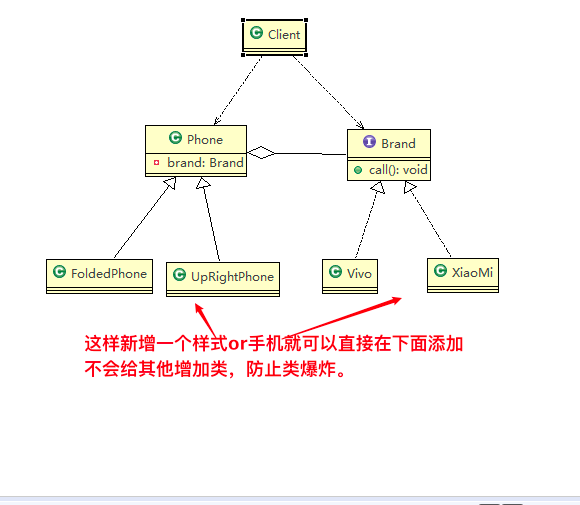 Client
Phone
brand: Brand
Brand
call(): void
FoldedPhone
UpRightPhone
Vivo
XiaoMi
这样新增一个样式or手机就可以直接在下面添加
不会给其他增加类，防止类爆炸。